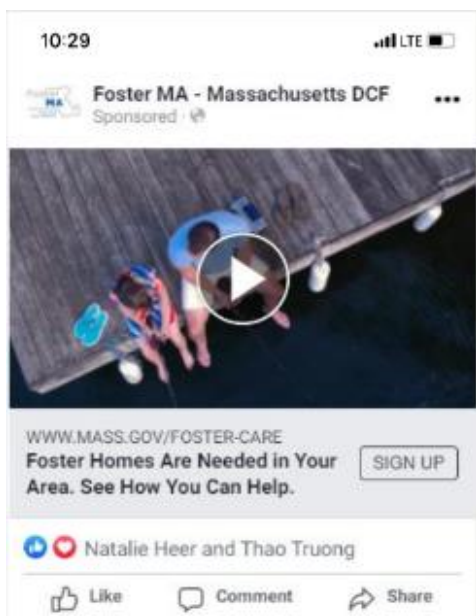 10:29 LTE
Foster MA - Massachusetts DCF
Sponsored
MA
WWW.MASS.GOV/FOSTER-CARE
Foster Homes Are Needed in Your
Area. See How You Can Help.
SIGN UP
Natalie Heer and Thao Truong
Like Comment Share